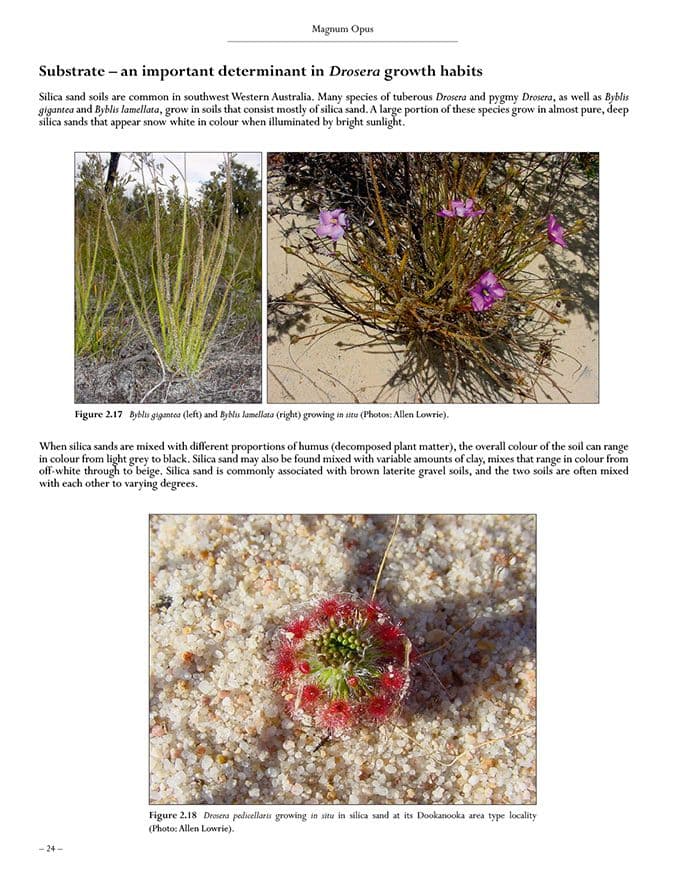 Magnum Opus
Substrate – an important determinant in Drosera growth habits
Silica sand soils are common in southwest Western Australia. Many species of tuberous Drosera and pygmy Drosera, as well as Byblis
gigantea and Byblis lamellata, grow in soils that consist mostly of silica sand. A large portion of these species grow in almost pure, deep
silica sands that appear snow white in colour when illuminated by bright sunlight.
Figure 2.17 Byblis gigantea (left) and Byblis lamellata (right) growing in situ (Photos: Allen Lowrie).
When silica sands are mixed with different proportions of humus (decomposed plant matter), the overall colour of the soil can range
in colour from light grey to black. Silica sand may also be found mixed with variable amounts of clay, mixes that range in colour from
off-white through to beige. Silica sand is commonly associated with brown laterite gravel soils, and the two soils are often mixed
with each other to varying degrees.
Figure 2.18 Drosera pedicellaris growing in situ in silica sand at its Dookanooka area type locality
(Photo: Allen Lowrie).
– 24 –